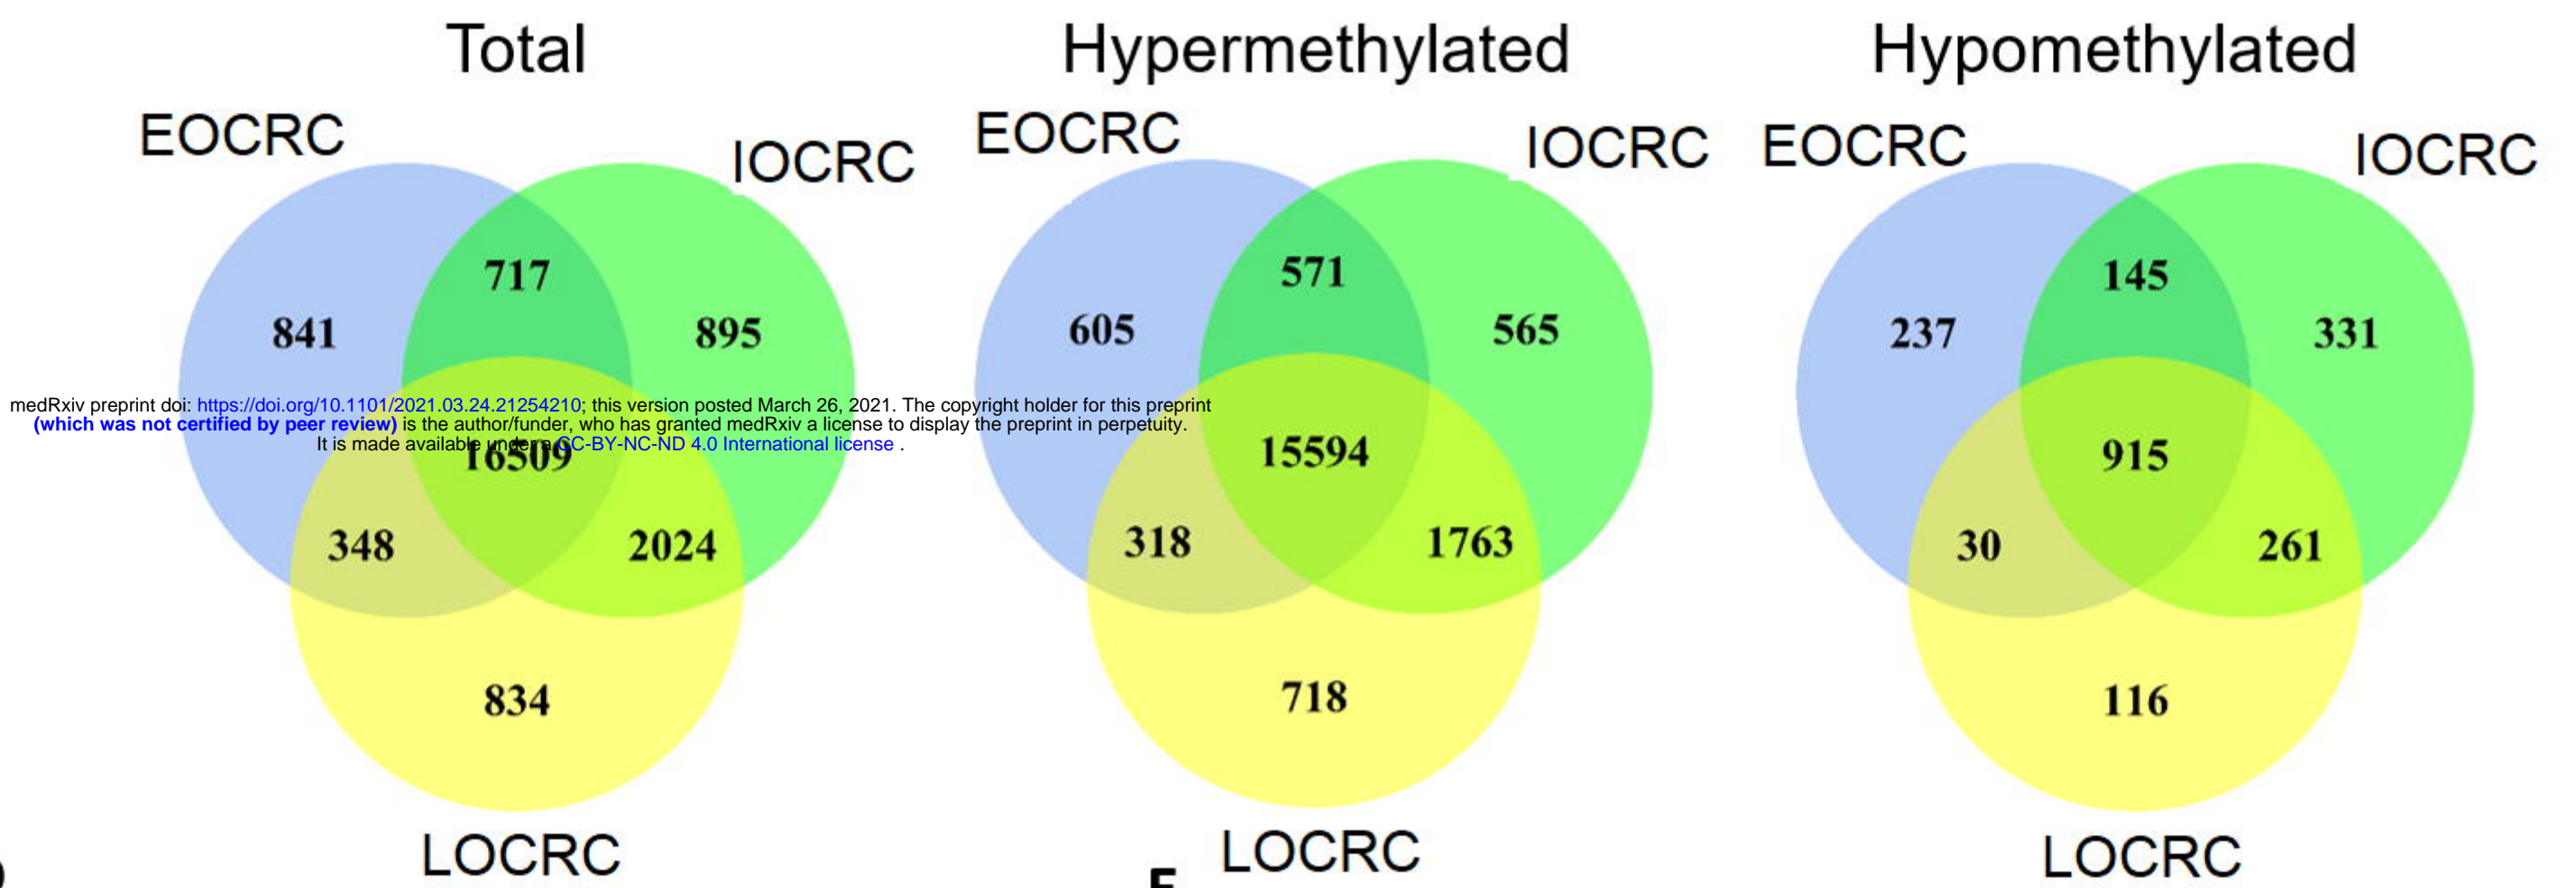 Total
Hypermethylated
Hypomethylated
EOCRC
IOCRC
717
841
895
medRxiv preprint doi: https://doi.org/10.1101/2021.03.24.21254210; this version posted March 26, 2021. The copyright holder for this preprint
(which was not certified by peer review) is the author/funder, who has granted medRxiv a license to display the preprint in perpetuity.
It is made available under a CC-BY-NC-ND 4.0 International license .
16509
348
2024
834
LOCRC
EOCRC
IOCRC
571
605
565
15594
318
1763
718
LOCRC
EOCRC
IOCRC
145
237
331
915
30
261
116
LOCRC